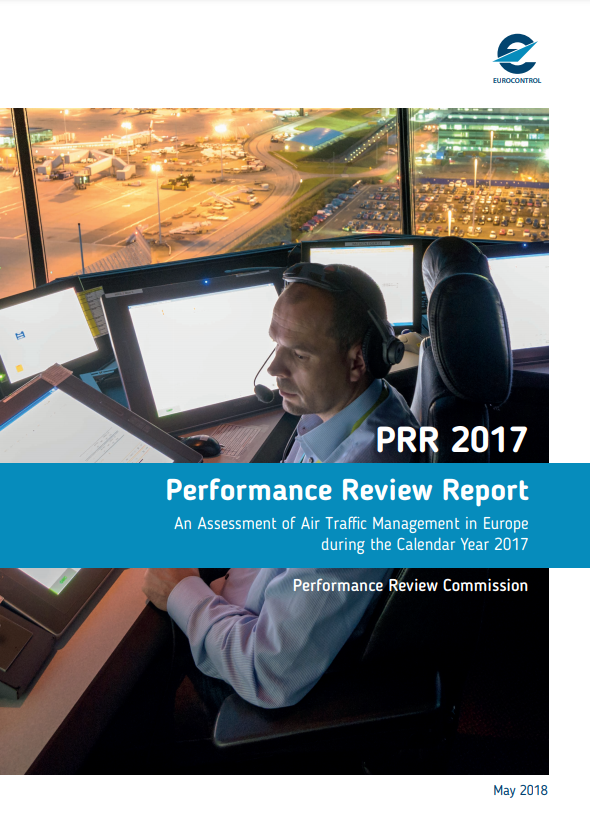 EUROCONTROL
PRR 2017
Performance Review Report
An Assessment of Air Traffic Management in Europe
during the Calendar Year 2017
Performance Review Commission
May 2018